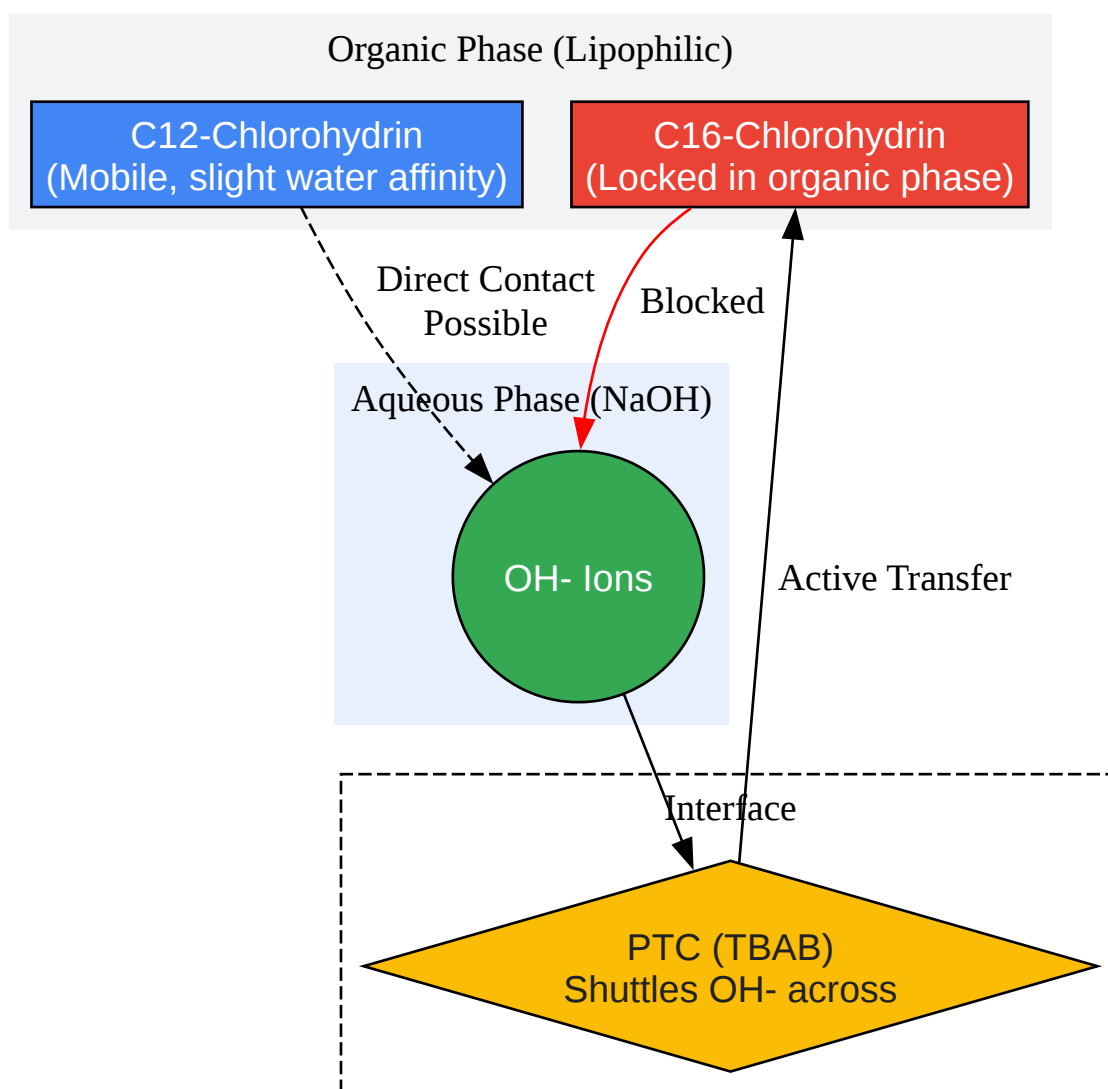 Organic Phase (Lipophilic)
C12-Chlorohydrin
(Mobile, slight water affinity)
C16-Chlorohydrin
(Locked in organic phase)
Direct Contact
Possible
Blocked
Aqueous Phase (NaOH)
OH- Ions
Active Transfer
Interface
PTC (TBAB)
Shuttles OH- across